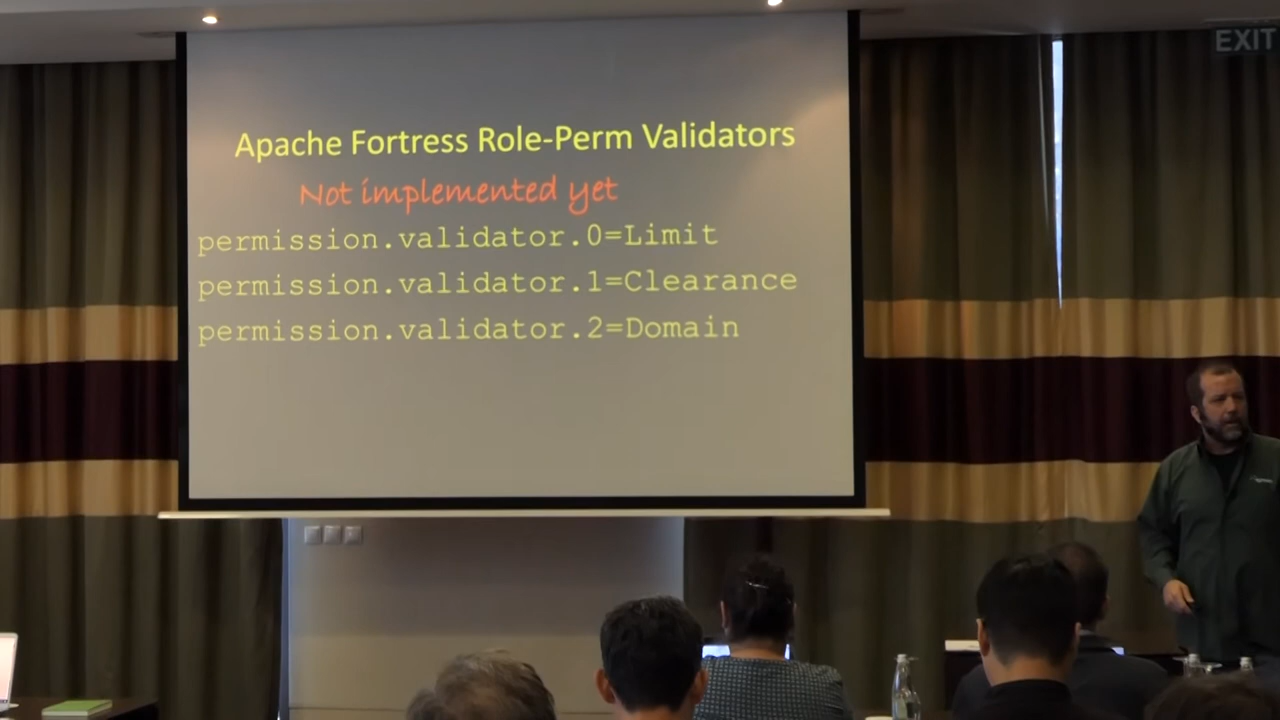 EXIT
Apache Fortress Role-Perm Validators
Not implemented yet
permission.validator.0=Limit
permission.validator.1=Clearance
permission.validator.2=Domain